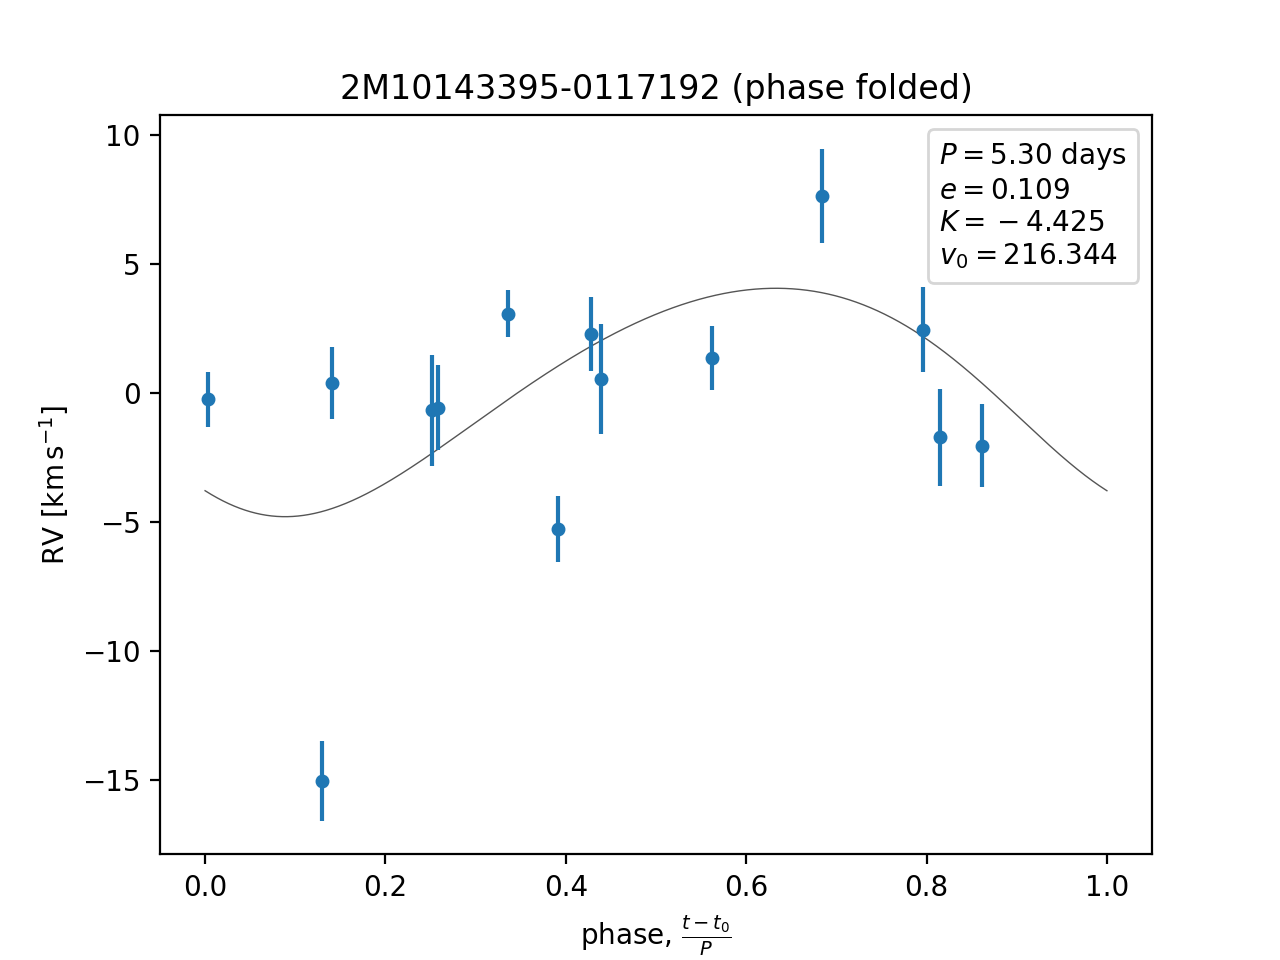 2M10143395-0117192 (phase folded)
P = 5.30 days
e = 0.109
K = −4.425
v₀ = 216.344
10
5
0
−5
−10
−15
RV [km s⁻¹]
0.0 0.2 0.4 0.6 0.8 1.0
phase, (t − t₀)/P